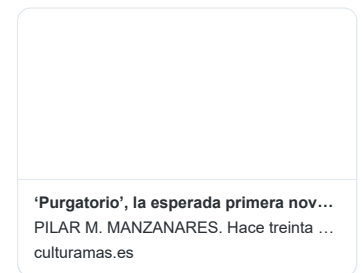 ‘Purgatorio’, la esperada primera nov…
PILAR M. MANZANARES. Hace treinta …
culturamas.es